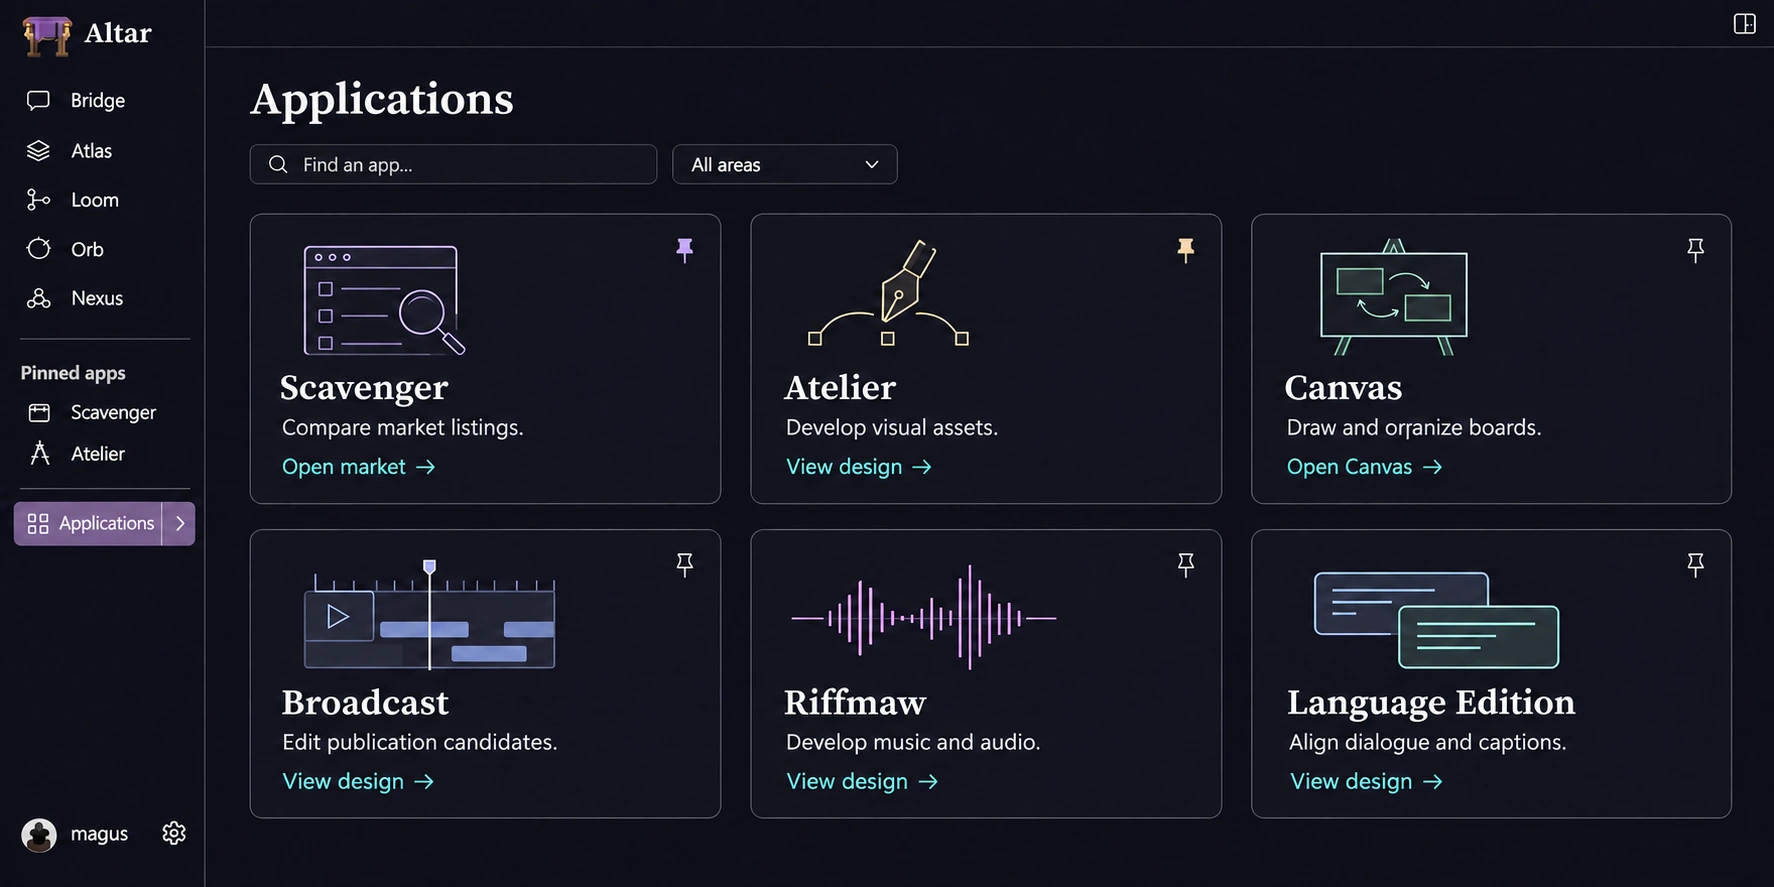 Altar
Bridge
Atlas
Loom
Orb
Nexus
Pinned apps
Scavenger
Atelier
Applications
magus
Applications
Find an app...
All areas
Scavenger
Compare market listings.
Open market →
Atelier
Develop visual assets.
View design →
Canvas
Draw and orranize boards.
Open Canvas →
Broadcast
Edit publication candidates.
View design →
Riffmaw
Develop music and audio.
View design →
Language Edition
Align dialogue and captions.
View design →